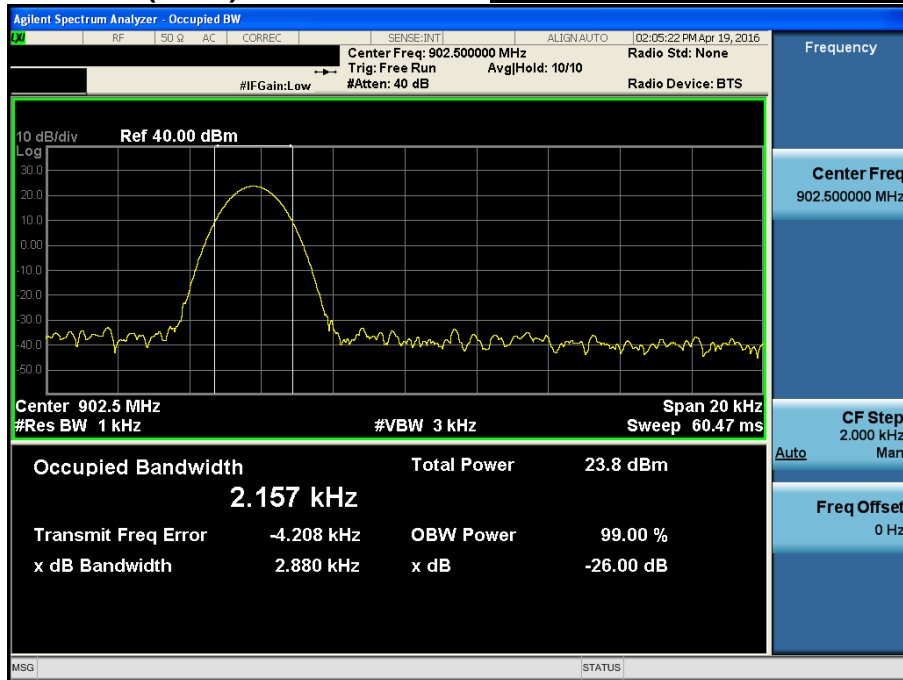 Agilent Spectrum Analyzer - Occupied BW
LXI RF 50 Ω AC CORREC SENSE:INT ALIGN AUTO 02:05:22 PM Apr 19, 2016
Center Freq: 902.500000 MHz Radio Std: None
Trig: Free Run Avg|Hold: 10/10
#IFGain:Low #Atten: 40 dB Radio Device: BTS
Frequency
10 dB/div Ref 40.00 dBm
Log
30.0
20.0
10.0
0.00
-10.0
-20.0
-30.0
-40.0
-50.0
Center 902.5 MHz Span 20 kHz
#Res BW 1 kHz #VBW 3 kHz Sweep 60.47 ms
Center Freq
902.500000 MHz
CF Step
2.000 kHz
Auto Man
Freq Offset
0 Hz
Occupied Bandwidth Total Power 23.8 dBm
2.157 kHz
Transmit Freq Error -4.208 kHz OBW Power 99.00 %
x dB Bandwidth 2.880 kHz x dB -26.00 dB
MSG STATUS